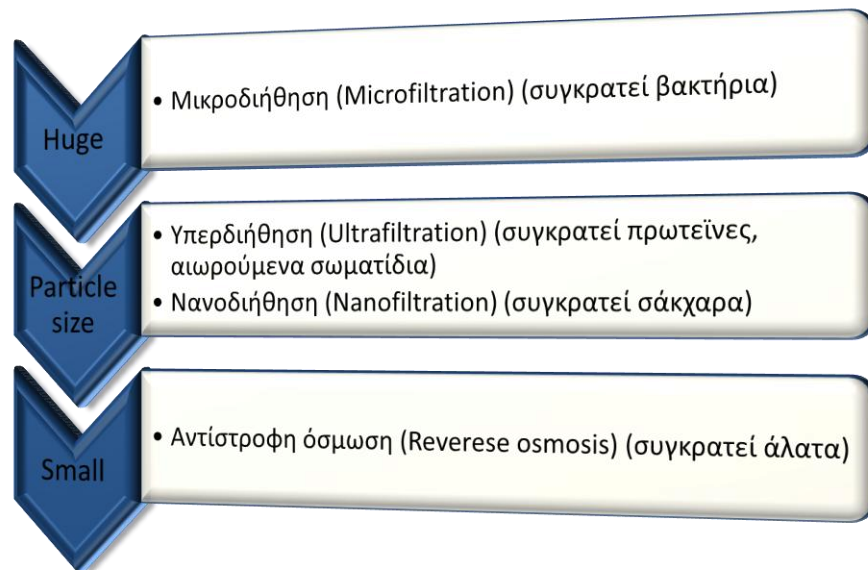 Huge
• Μικροδιήθηση (Microfiltration) (συγκρατεί βακτήρια)
Particle
size
• Υπερδιήθηση (Ultrafiltration) (συγκρατεί πρωτεΐνες,
αιωρούμενα σωματίδια)
• Νανοδιήθηση (Nanofiltration) (συγκρατεί σάκχαρα)
Small
• Αντίστροφη όσμωση (Reverese osmosis) (συγκρατεί άλατα)